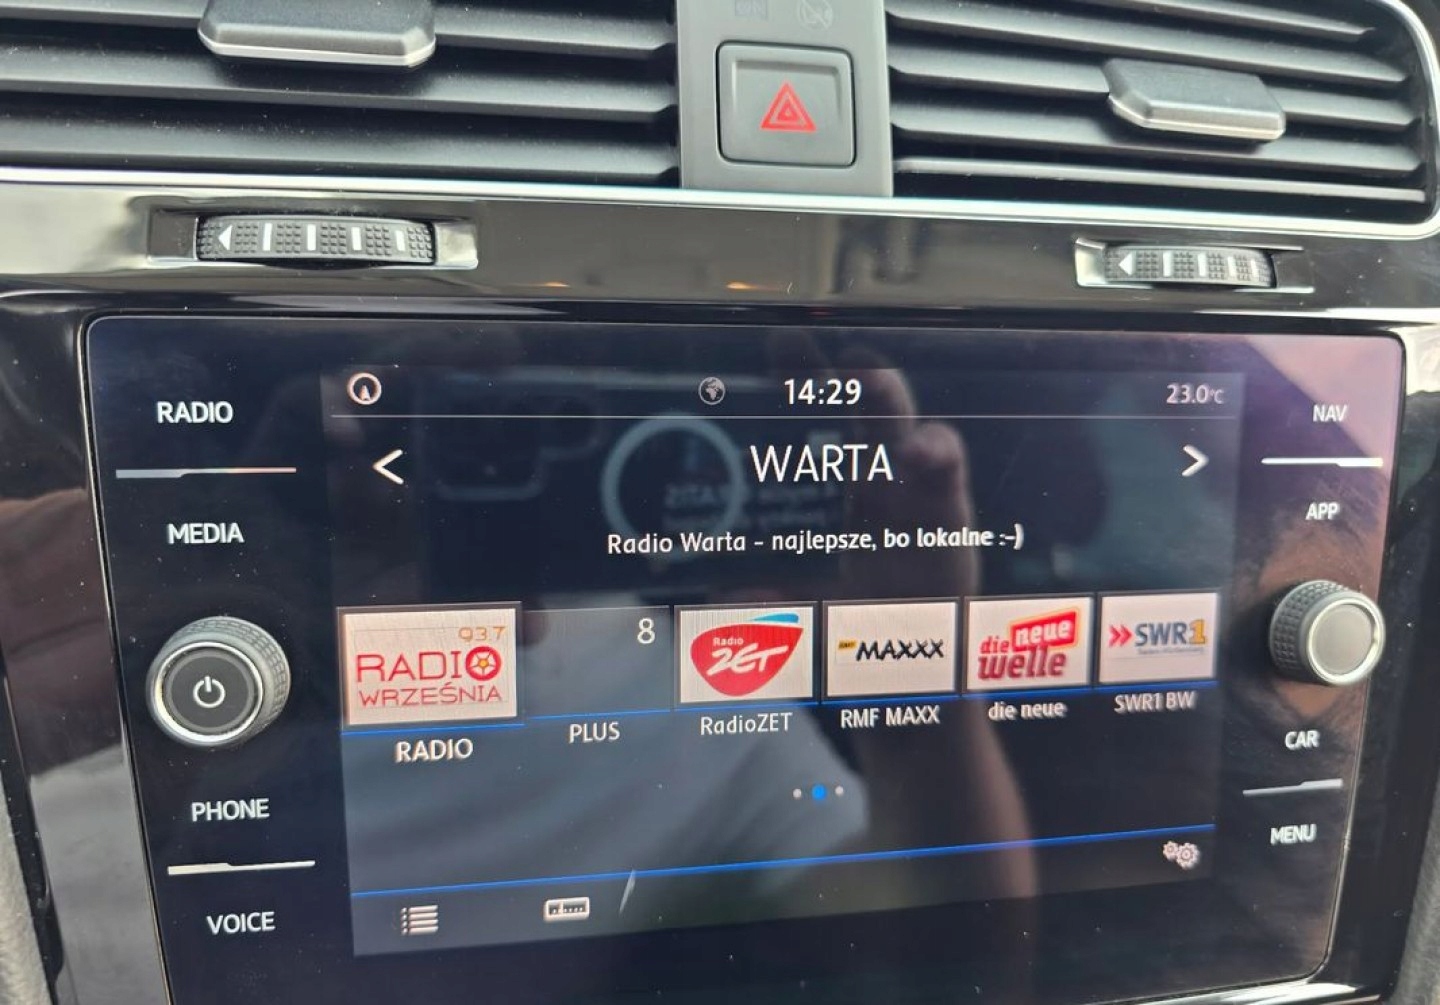 14:29
23.0°C
RADIO
NAV
<
WARTA
>
MEDIA
APP
Radio Warta - najlepsze, bo lokalne :-)
93.7
RADIO
WRZEŚNIA
8
Radio
ZET
MAXXX
die neue
welle
SWR1
RADIO
PLUS
RadioZET
RMF MAXX
die neue
SWR1 BW
CAR
PHONE
MENU
VOICE